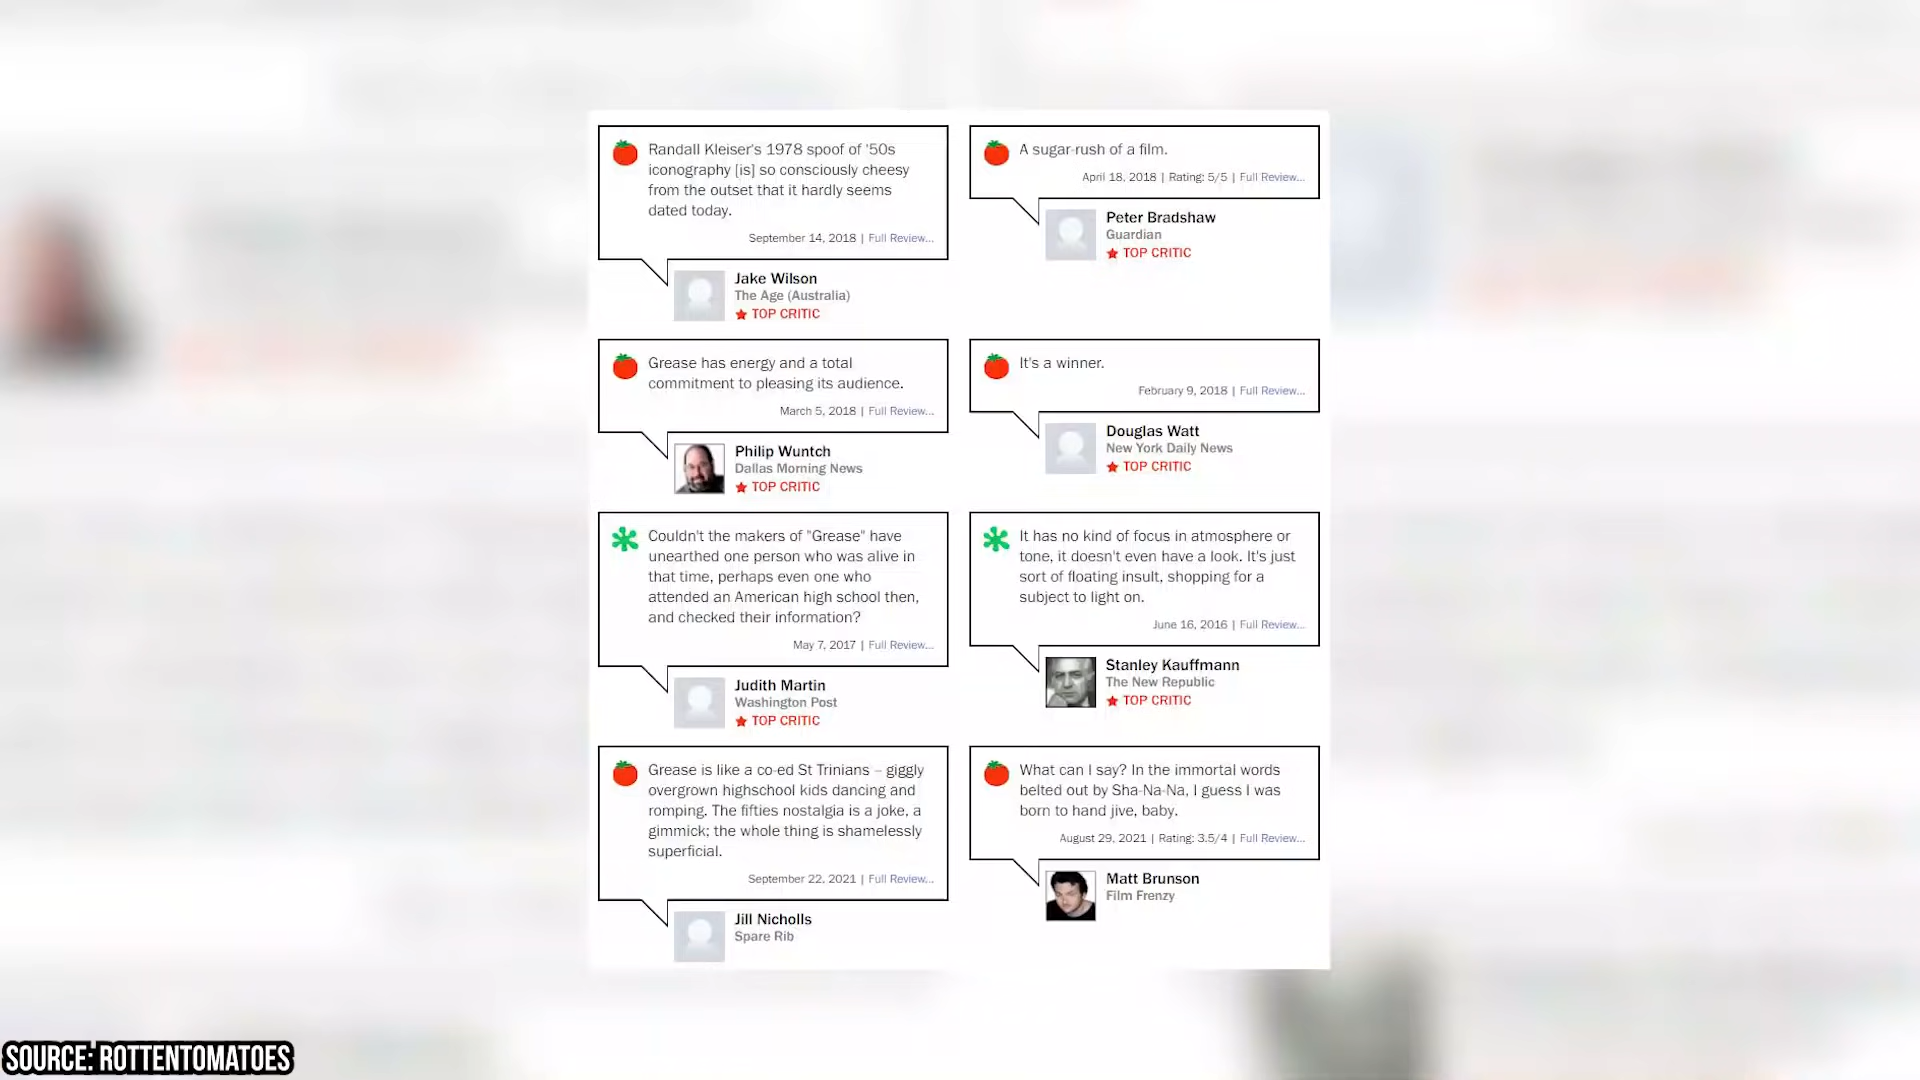 Randall Kleiser's 1978 spoof of '50s
iconography [is] so consciously cheesy
from the outset that it hardly seems
dated today.
September 14, 2018 | Full Review...
Jake Wilson
The Age (Australia)
TOP CRITIC
A sugar-rush of a film.
April 18, 2018 | Rating: 5/5 | Full Review...
Peter Bradshaw
Guardian
TOP CRITIC
Grease has energy and a total
commitment to pleasing its audience.
March 5, 2018 | Full Review...
Philip Wuntch
Dallas Morning News
TOP CRITIC
It's a winner.
February 9, 2018 | Full Review...
Douglas Watt
New York Daily News
TOP CRITIC
Couldn't the makers of "Grease" have
unearthed one person who was alive in
that time, perhaps even one who
attended an American high school then,
and checked their information?
May 7, 2017 | Full Review...
Judith Martin
Washington Post
TOP CRITIC
It has no kind of focus in atmosphere or
tone, it doesn't even have a look. It's just
sort of floating insult, shopping for a
subject to light on.
June 16, 2016 | Full Review...
Stanley Kauffmann
The New Republic
TOP CRITIC
Grease is like a co-ed St Trinians – giggly
overgrown highschool kids dancing and
romping. The fifties nostalgia is a joke, a
gimmick; the whole thing is shamelessly
superficial.
September 22, 2021 | Full Review...
Jill Nicholls
Spare Rib
What can I say? In the immortal words
belted out by Sha-Na-Na, I guess I was
born to hand jive, baby.
August 29, 2021 | Rating: 3.5/4 | Full Review...
Matt Brunson
Film Frenzy
SOURCE: ROTTENTOMATOES